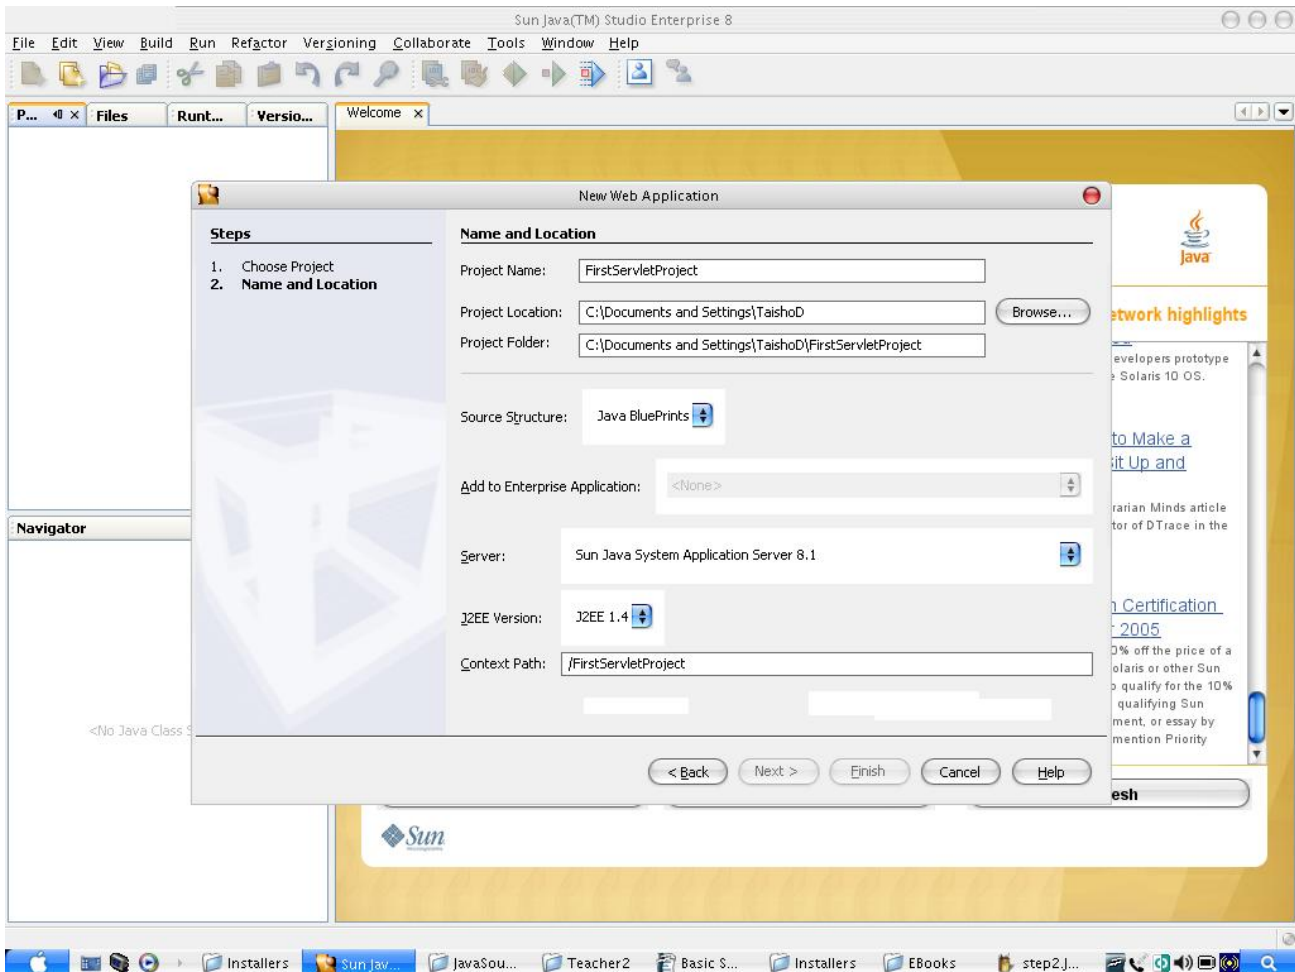 Sun Java(TM) Studio Enterprise 8
File Edit View Build Run Refactor Versioning Collaborate Tools Window Help
P... Files Runt... Versio... Welcome
New Web Application
Steps
1. Choose Project
2. Name and Location
Name and Location
Project Name: FirstServletProject
Project Location: C:\Documents and Settings\TaishoD Browse...
Project Folder: C:\Documents and Settings\TaishoD\FirstServletProject
Source Structure: Java BluePrints
Add to Enterprise Application: <None>
Server: Sun Java System Application Server 8.1
J2EE Version: J2EE 1.4
Context Path: /FirstServletProject
< Back Next > Finish Cancel Help
Navigator
<No Java Class S
Java
etwork highlights
evelopers prototype
e Solaris 10 OS.
to Make a
it Up and
rarian Minds article
tor of DTrace in the
n Certification
2005
0% off the price of a
olaris or other Sun
o qualify for the 10%
qualifying Sun
ment, or essay by
mention Priority
esh
Sun
Installers Sun Jav... JavaSou... Teacher2 Basic S... Installers EBooks step2.J...